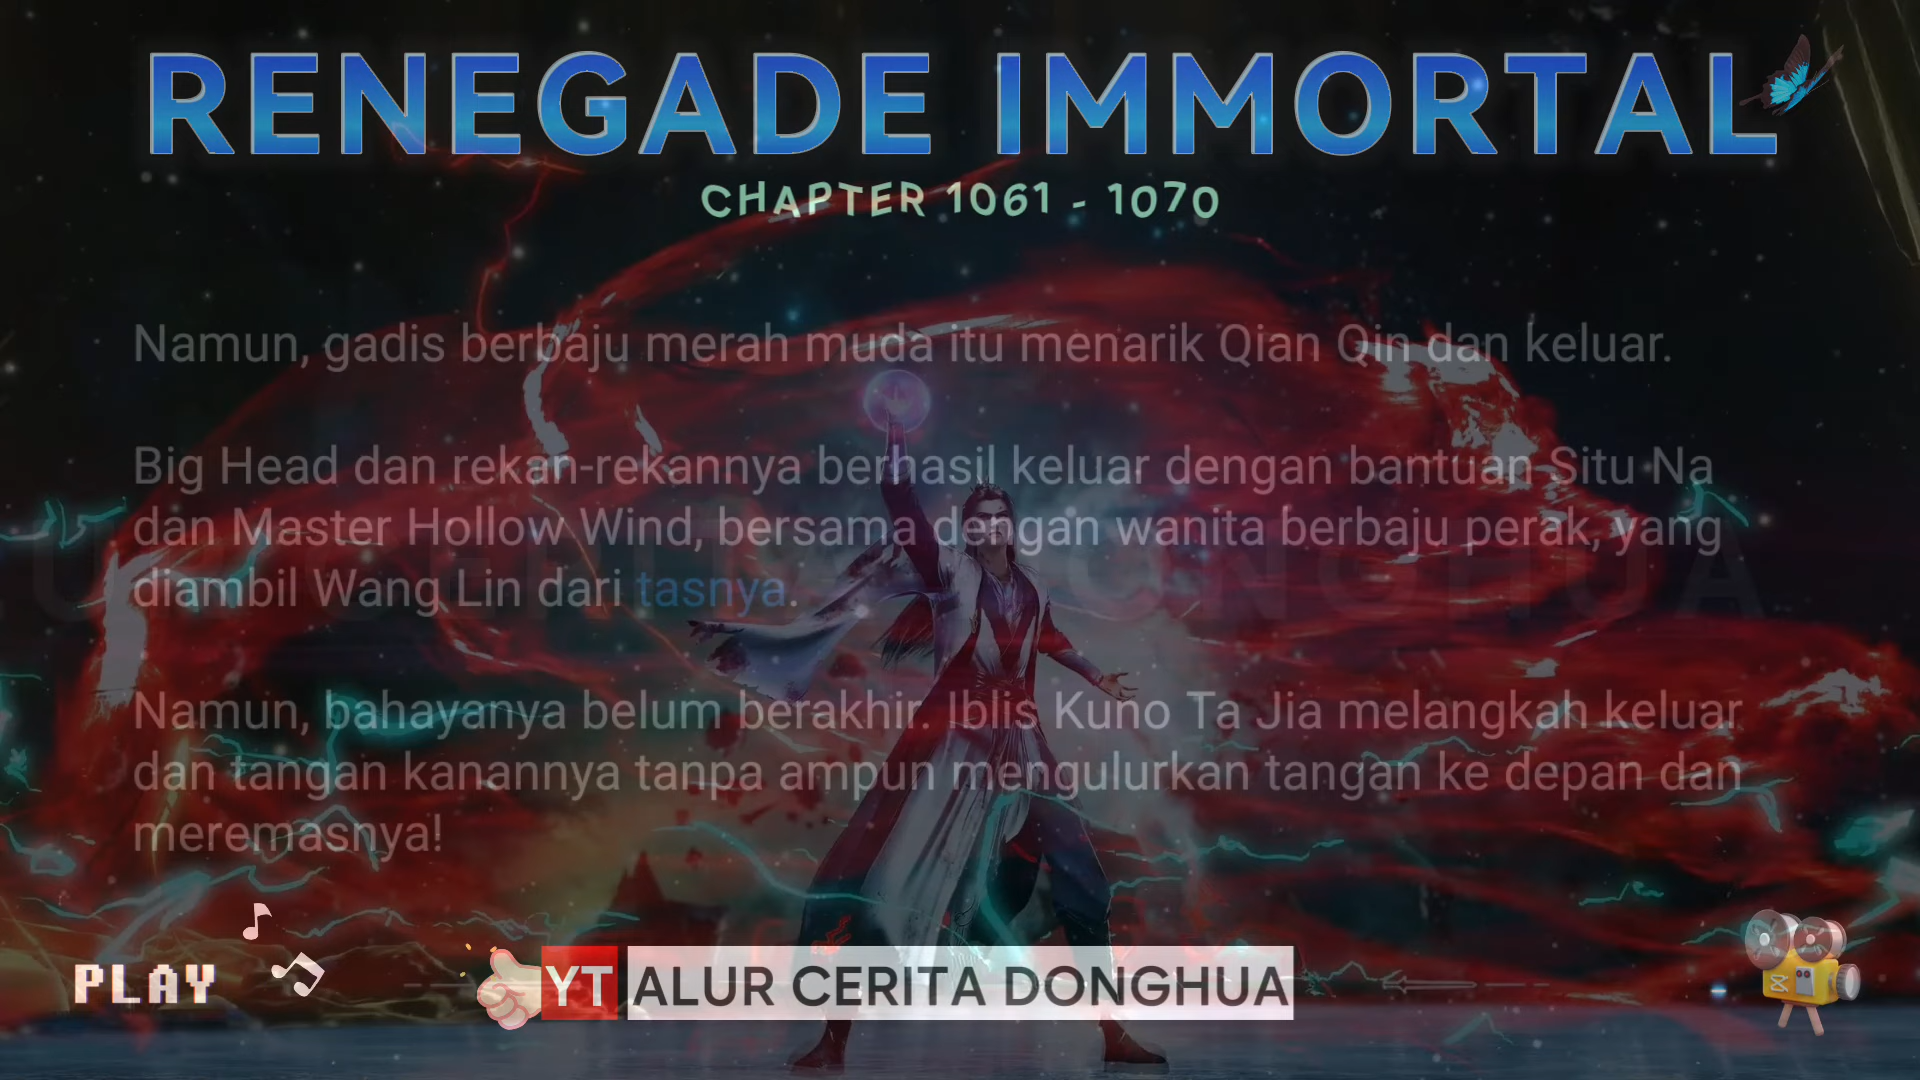 RENEGADE IMMORTAL
CHAPTER 1061 - 1070
Namun, gadis berbaju merah muda itu menarik Qian Qin dan keluar.
Big Head dan rekan-rekannya berhasil keluar dengan bantuan Situ Na
dan Master Hollow Wind, bersama dengan wanita berbaju perak, yang
diambil Wang Lin dari tasnya.
Namun, bahayanya belum berakhir. Iblis Kuno Ta Jia melangkah keluar
dan tangan kanannya tanpa ampun mengulurkan tangan ke depan dan
meremasnya!
PLAY
YT ALUR CERITA DONGHUA